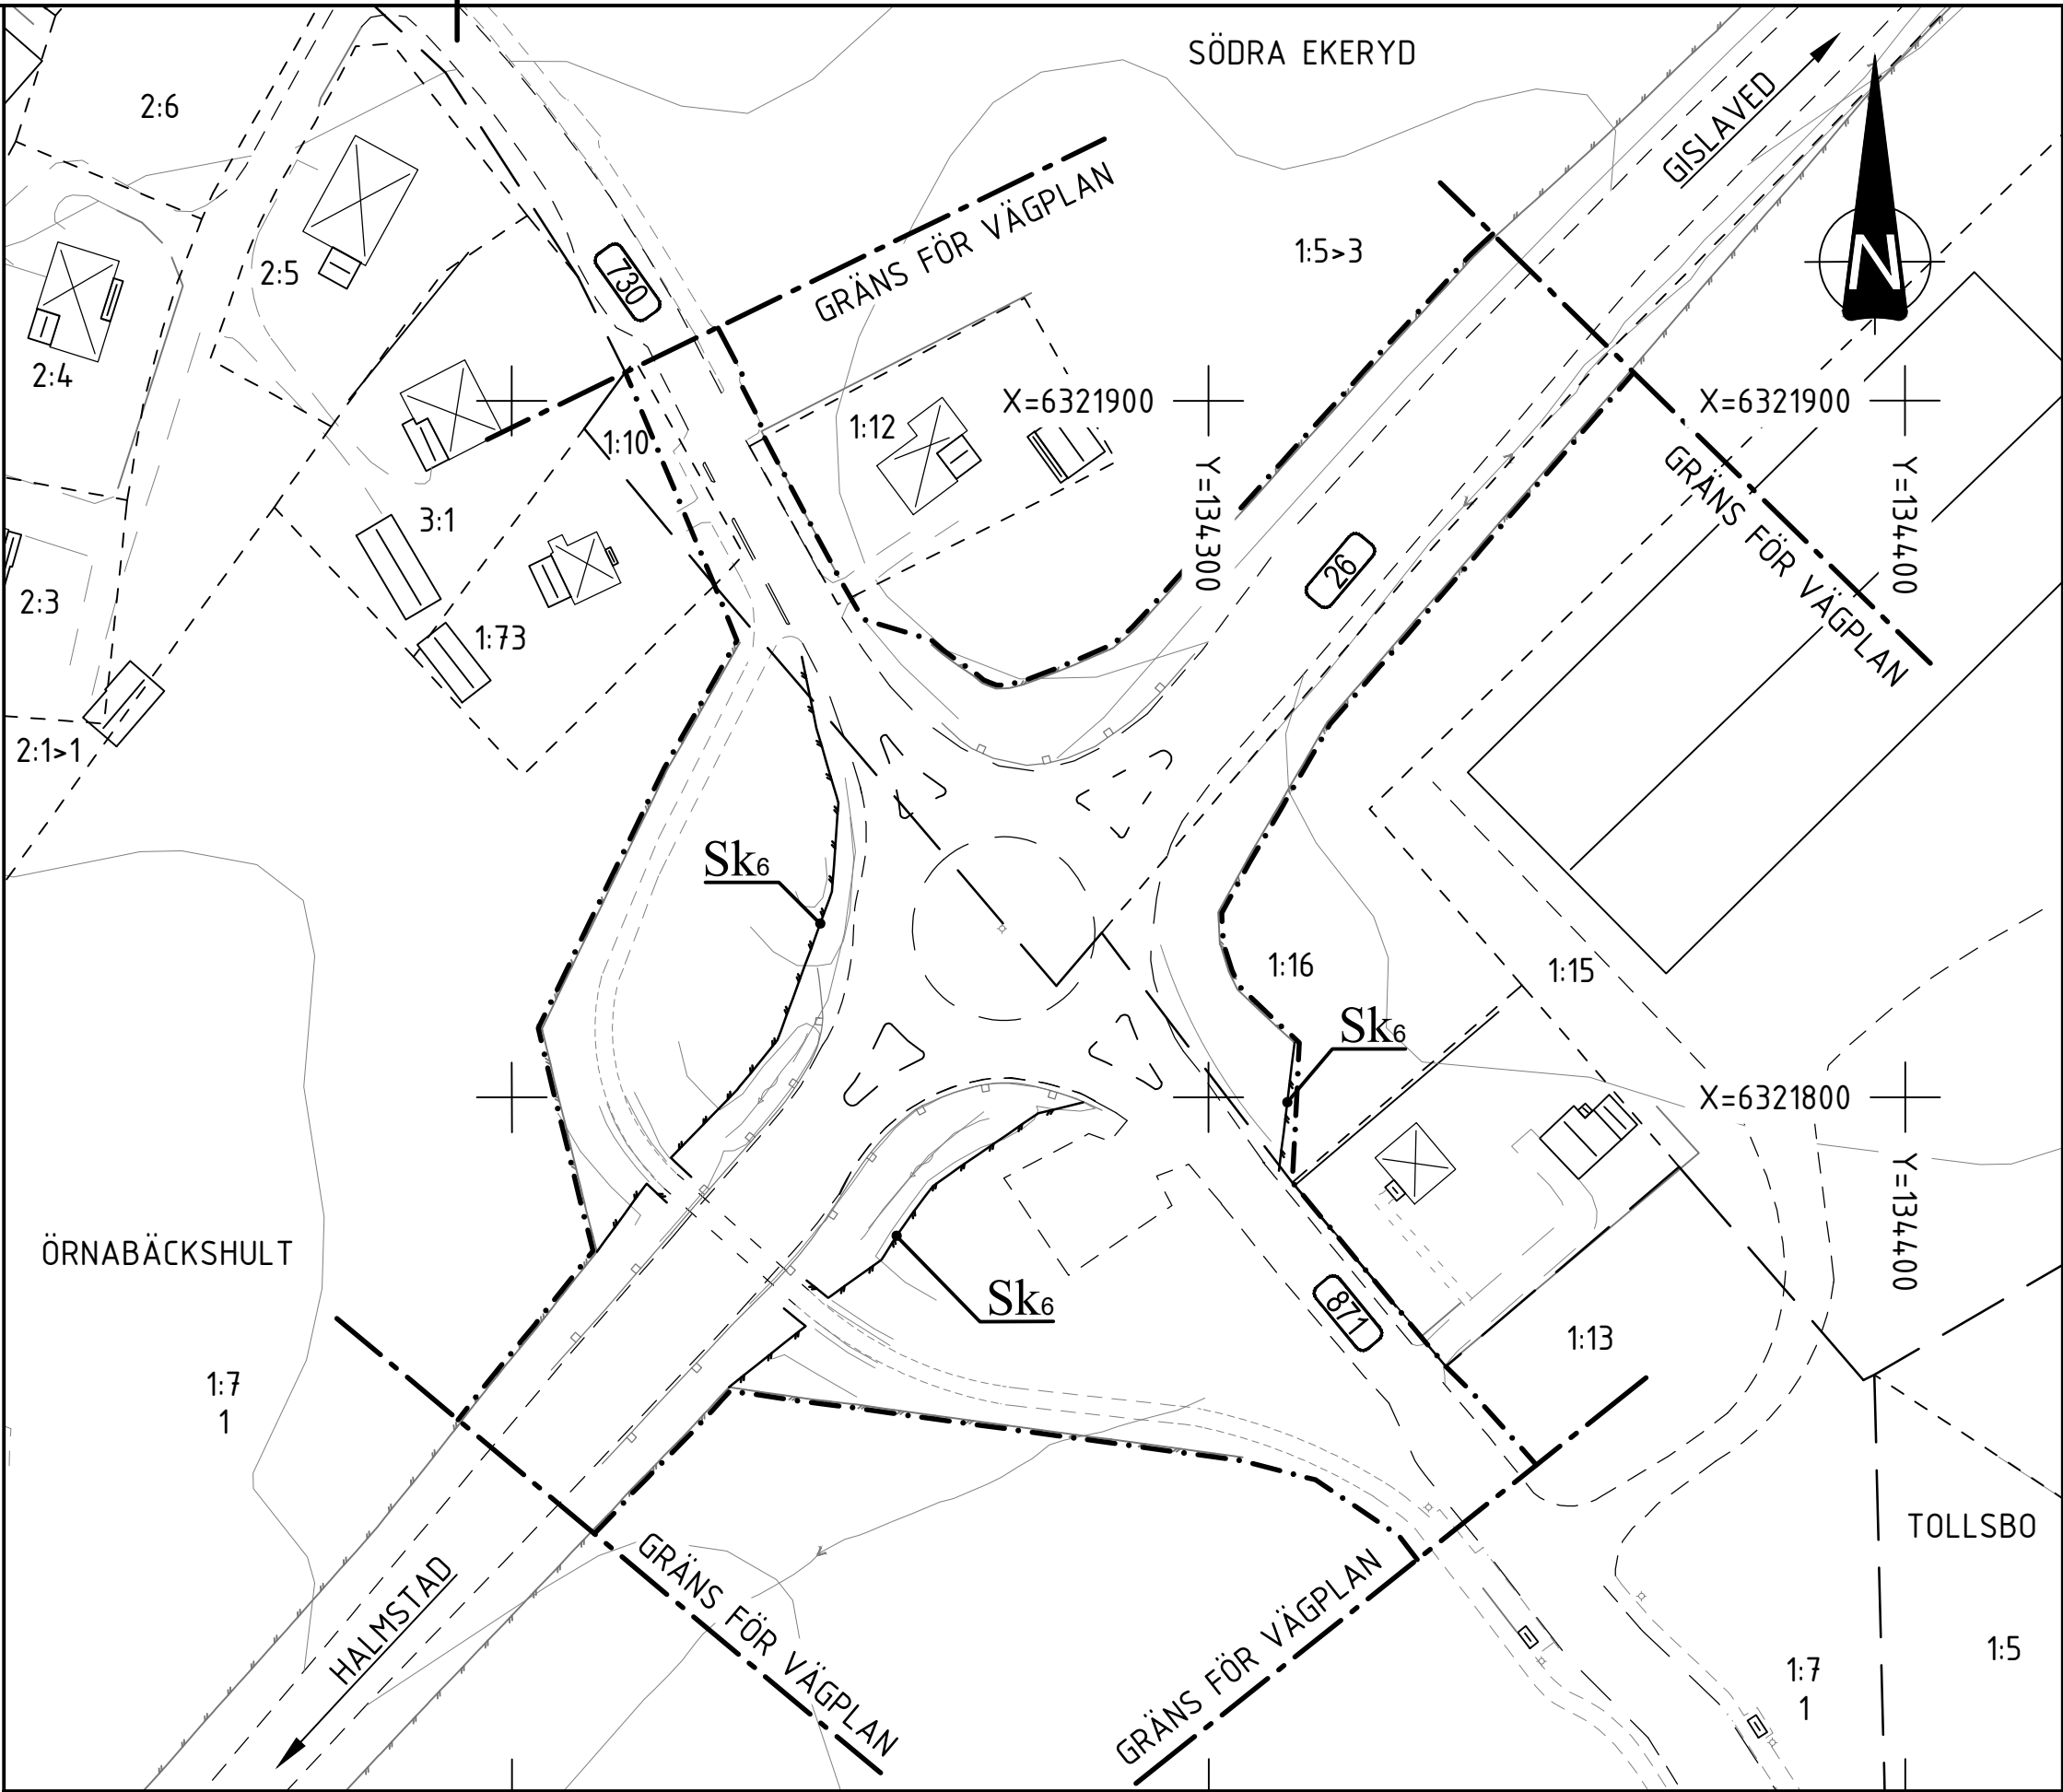 SÖDRA EKERYD
GISLAVED
2:6
GRÄNS FÖR VÄGPLAN
N
2:5
730
1:5>3
2:4
X=6321900
X=6321900
1:12
1:10
Y=134300
Y=134400
GRÄNS FÖR VÄGPLAN
3:1
26
2:3
1:73
2:1>1
Sk6
1:16
1:15
Sk6
X=6321800
Y=134400
ÖRNABÄCKSHULT
Sk6
871
1:13
1:7
1
TOLLSBO
HALMSTAD
GRÄNS FÖR VÄGPLAN
GRÄNS FÖR VÄGPLAN
1:7
1
1:5